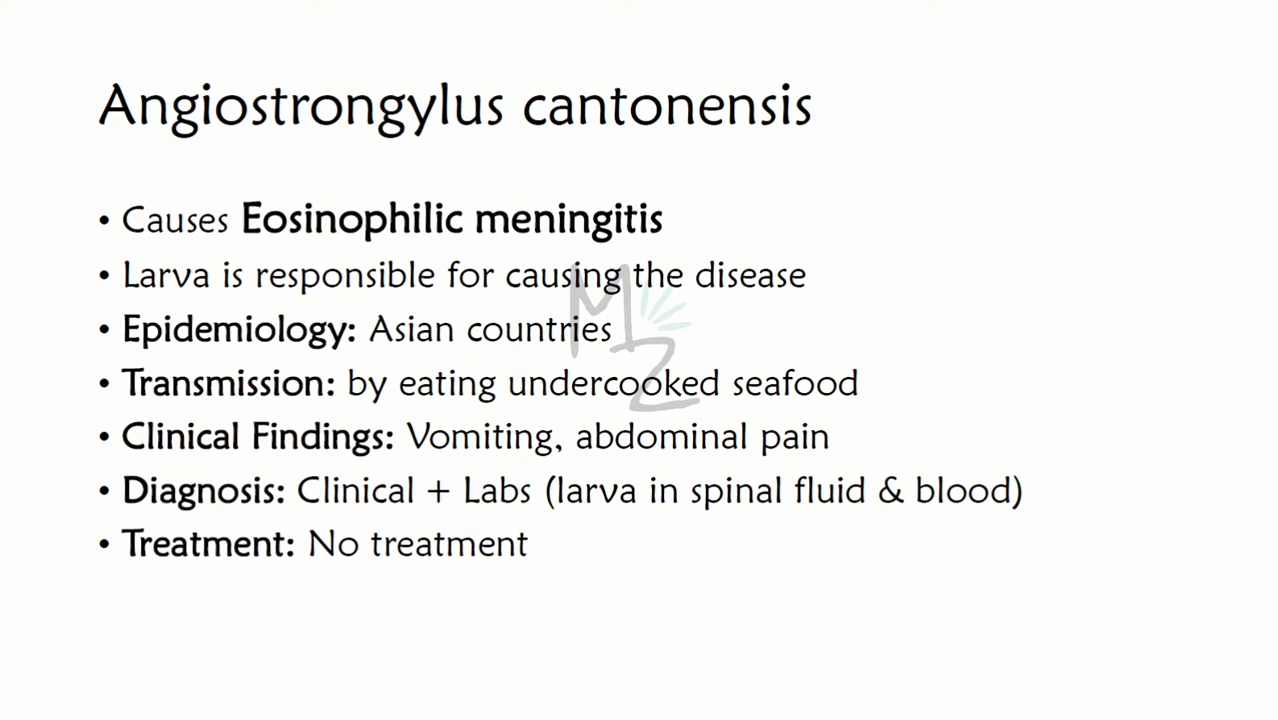 Angiostrongylus cantonensis
• Causes Eosinophilic meningitis
• Larva is responsible for causing the disease
• Epidemiology: Asian countries
• Transmission: by eating undercooked seafood
• Clinical Findings: Vomiting, abdominal pain
• Diagnosis: Clinical + Labs (larva in spinal fluid & blood)
• Treatment: No treatment
MZ